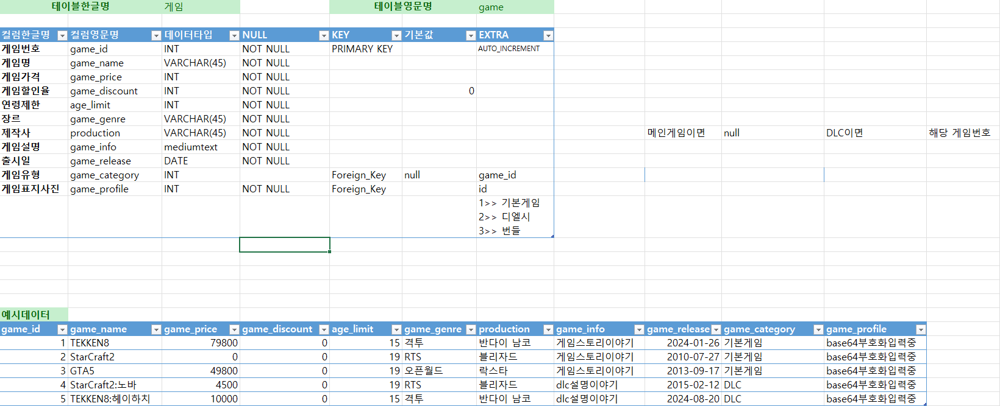 테이블한글명 게임 테이블영문명 game
컬럼한글명 컬럼영문명 데이터타입 NULL KEY 기본값 EXTRA
게임번호 game_id INT NOT NULL PRIMARY KEY AUTO_INCREMENT
게임명 game_name VARCHAR(45) NOT NULL
게임가격 game_price INT NOT NULL
게임할인율 game_discount INT NOT NULL 0
연령제한 age_limit INT NOT NULL
장르 game_genre VARCHAR(45) NOT NULL
제작사 production VARCHAR(45) NOT NULL 메인게임이면 null DLC이면 해당 게임번호
게임설명 game_info mediumtext NOT NULL
출시일 game_release DATE NOT NULL
게임유형 game_category INT Foreign_Key null game_id
게임표지사진 game_profile INT NOT NULL Foreign_Key id
1>> 기본게임
2>> 디엘시
3>> 번들
예시데이터
game_id game_name game_price game_discount age_limit game_genre production game_info game_release game_category game_profile
1 TEKKEN8 79800 0 15 격투 반다이 남코 게임스토리이야기 2024-01-26 기본게임 base64부호화입력중
2 StarCraft2 0 0 19 RTS 블리자드 게임스토리이야기 2010-07-27 기본게임 base64부호화입력중
3 GTA5 49800 0 19 오픈월드 락스타 게임스토리이야기 2013-09-17 기본게임 base64부호화입력중
4 StarCraft2:노바 4500 0 19 RTS 블리자드 dlc설명이야기 2015-02-12 DLC base64부호화입력중
5 TEKKEN8:헤이하치 10000 0 15 격투 반다이 남코 dlc설명이야기 2024-08-20 DLC base64부호화입력중